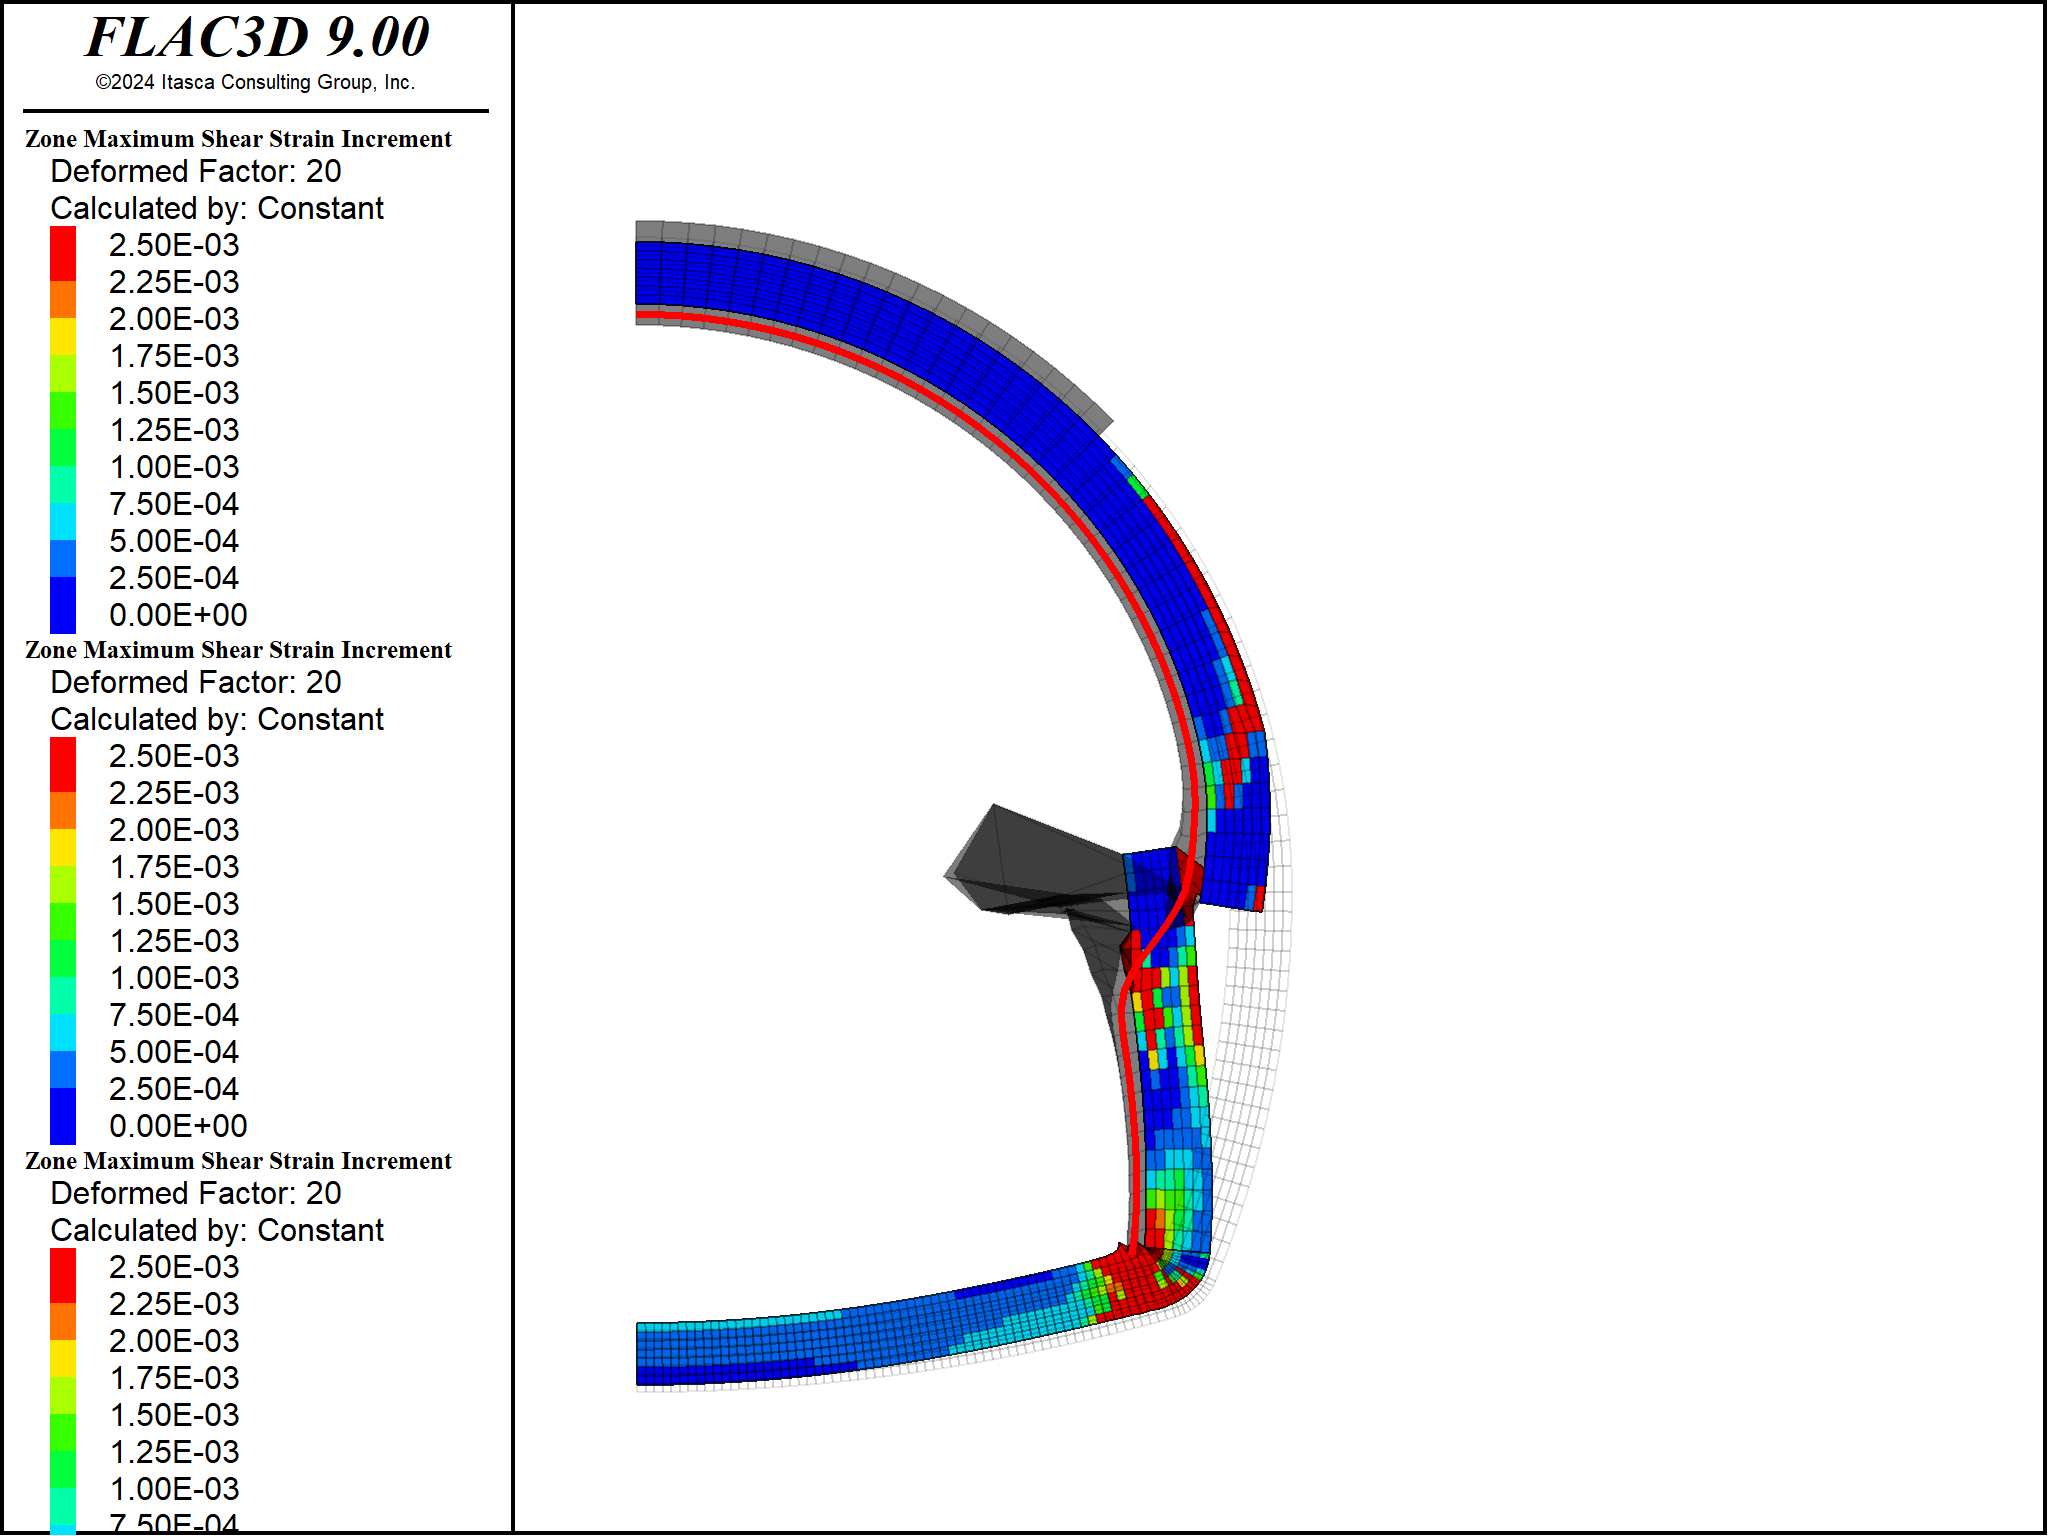 FLAC3D 9.00
©2024 Itasca Consulting Group, Inc.
Zone Maximum Shear Strain Increment
Deformed Factor: 20
Calculated by: Constant
2.50E-03
2.25E-03
2.00E-03
1.75E-03
1.50E-03
1.25E-03
1.00E-03
7.50E-04
5.00E-04
2.50E-04
0.00E+00
Zone Maximum Shear Strain Increment
Deformed Factor: 20
Calculated by: Constant
2.50E-03
2.25E-03
2.00E-03
1.75E-03
1.50E-03
1.25E-03
1.00E-03
7.50E-04
5.00E-04
2.50E-04
0.00E+00
Zone Maximum Shear Strain Increment
Deformed Factor: 20
Calculated by: Constant
2.50E-03
2.25E-03
2.00E-03
1.75E-03
1.50E-03
1.25E-03
1.00E-03
7.50E-04